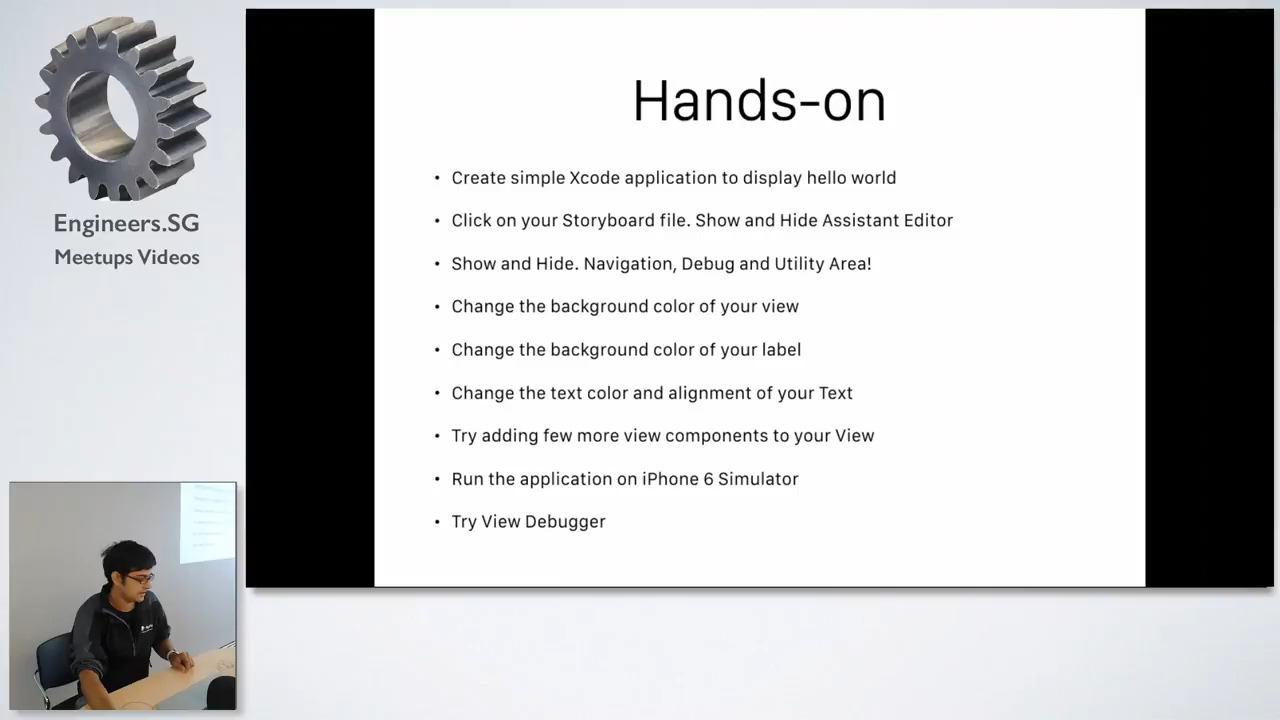 Engineers.SG
Meetups Videos
Hands-on
• Create simple Xcode application to display hello world
• Click on your Storyboard file. Show and Hide Assistant Editor
• Show and Hide. Navigation, Debug and Utility Area!
• Change the background color of your view
• Change the background color of your label
• Change the text color and alignment of your Text
• Try adding few more view components to your View
• Run the application on iPhone 6 Simulator
• Try View Debugger